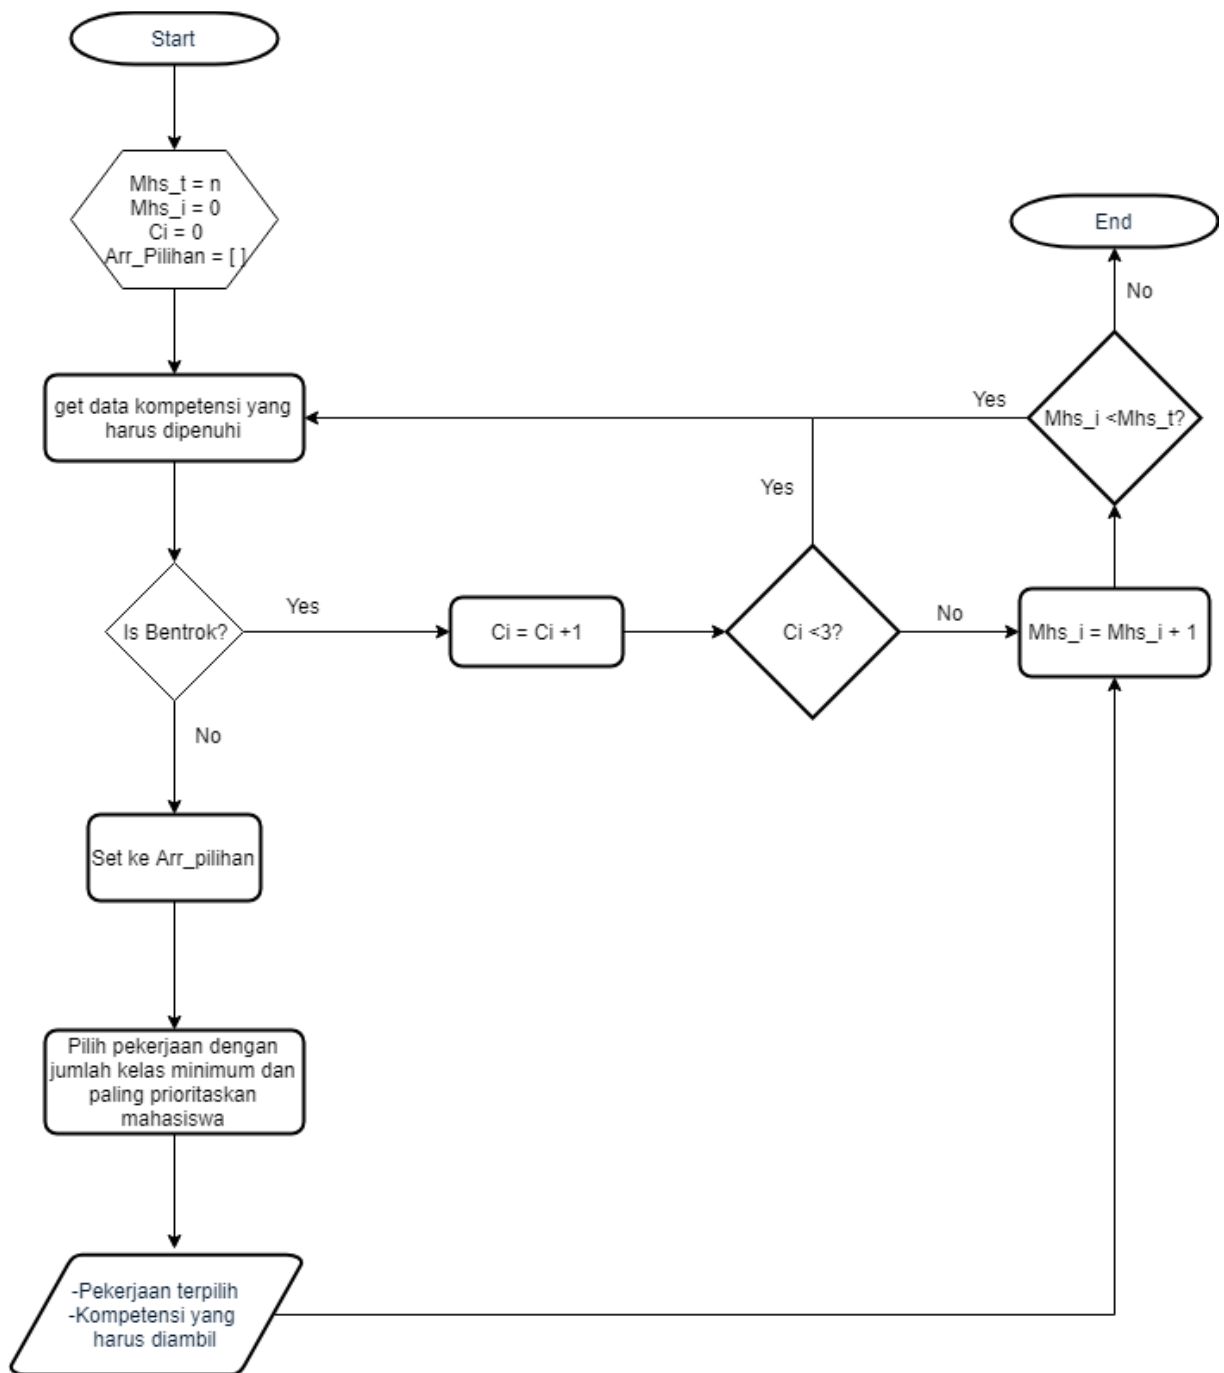 Start
Mhs_t = n
Mhs_i = 0
Ci = 0
Arr_Pilihan = [ ]
End
No
get data kompetensi yang
harus dipenuhi
Yes
Mhs_i <Mhs_t?
Yes
Is Bentrok?
Yes
Ci = Ci +1
Ci <3?
No
Mhs_i = Mhs_i + 1
No
Set ke Arr_pilihan
Pilih pekerjaan dengan
jumlah kelas minimum dan
paling prioritaskan
mahasiswa
-Pekerjaan terpilih
-Kompetensi yang
harus diambil